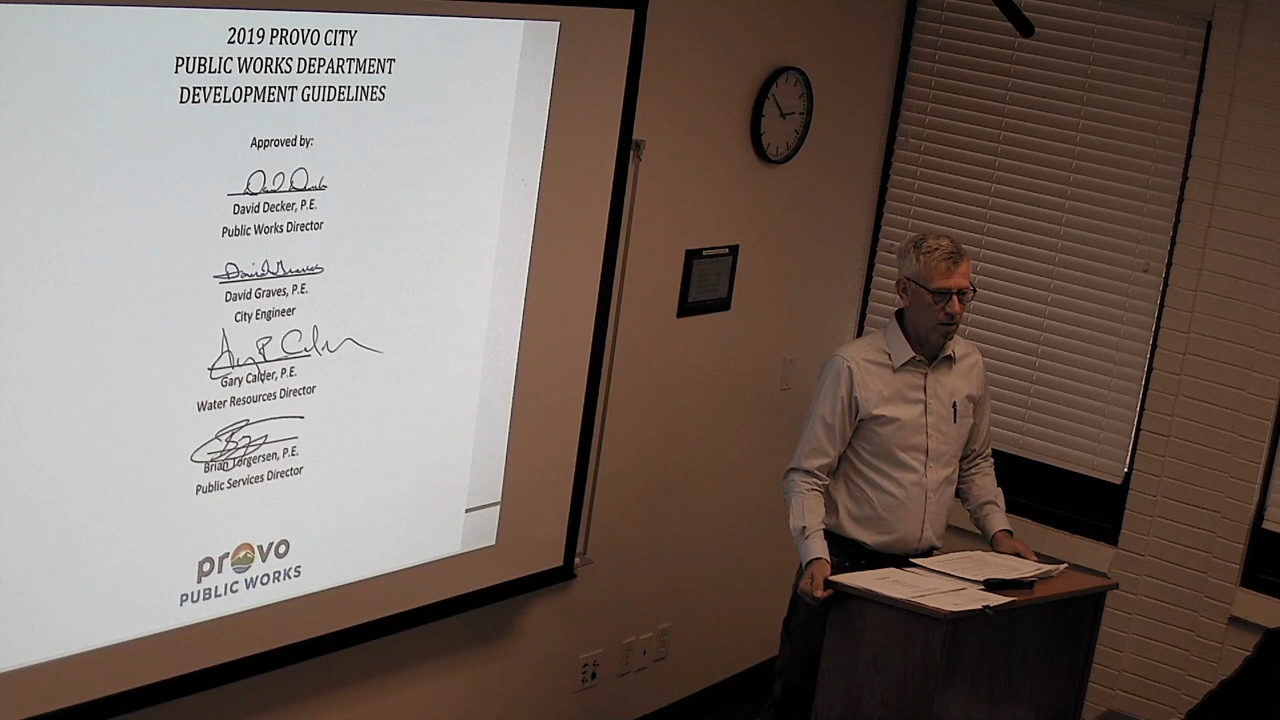 2019 PROVO CITY
PUBLIC WORKS DEPARTMENT
DEVELOPMENT GUIDELINES
Approved by:
David Decker, P.E.
Public Works Director
David Graves, P.E.
City Engineer
Gary Calder, P.E.
Water Resources Director
Brian Torgersen, P.E.
Public Services Director
provo
PUBLIC WORKS